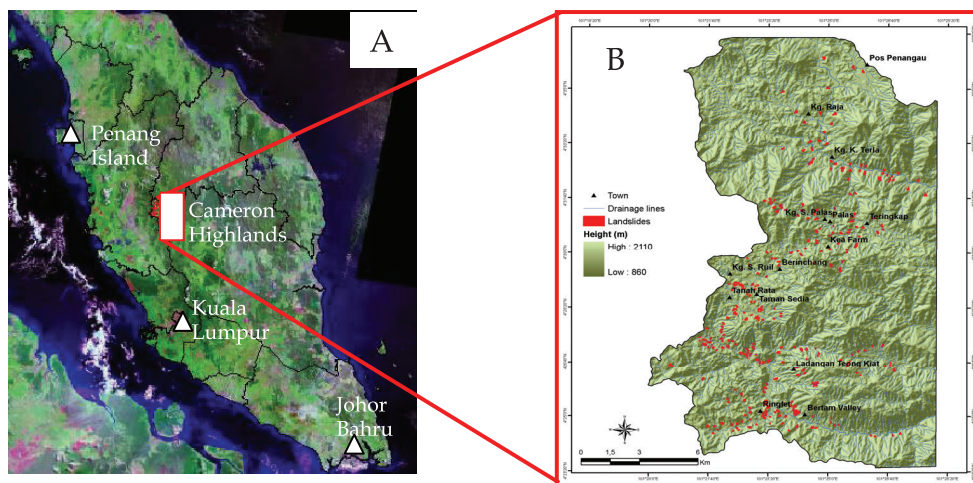 A
Penang
Island
Cameron
Highlands
Kuala
Lumpur
Johor
Bahru
B
Pos Penangau
Kg. Raja
Kg. K. Terla
Kg. S. Palas
Palas
Teringkap
Kea Farm
Berinchang
Kg. S. Ruil
Tanah Rata
Taman Sedia
Ladangan Teong Kiat
Ringlet
Bertam Valley
Town
Drainage lines
Landslides
Height (m)
High : 2110
Low : 860
0 1,5 3 6
Km